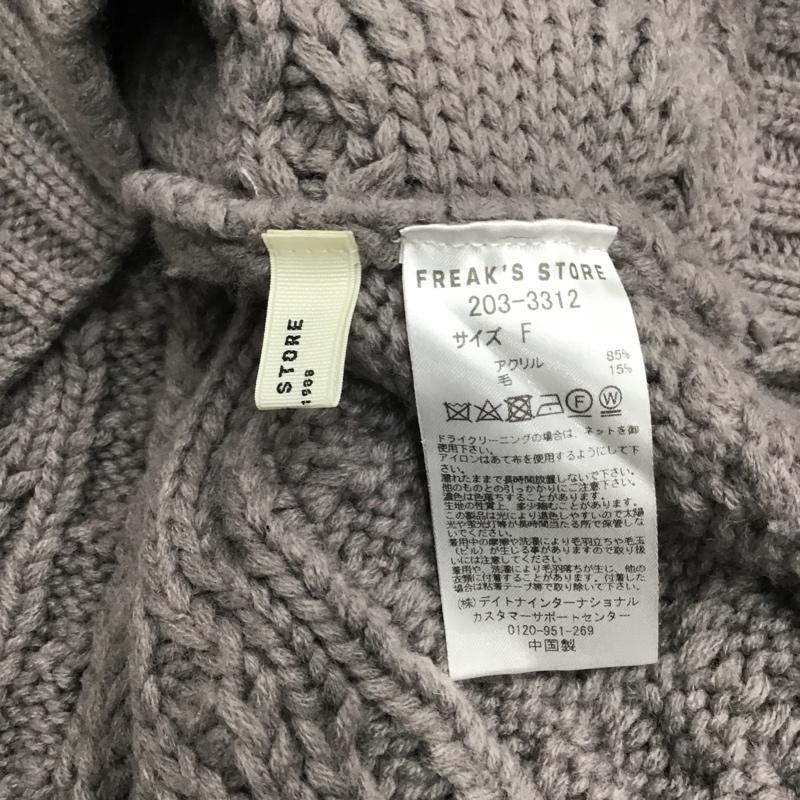 STORE
1988
FREAK'S STORE
203-3312
サイズ F
アクリル 85%
毛 15%
F W
ドライクリーニングの場合は、ネットを御
使用下さい。
アイロンはあて布を使用するようにして下
さい。
濡れたままで長時間放置しないで下さい。
他のものとの引っかかりにご注意下さい。
濃色は色落ちすることがあります。
生地の性質上、多少縮むことがあります。
この製品は光により退色しやすいので太陽
光や蛍光灯等が長時間当たる所で保管しな
いでください。
着用中の摩擦や洗濯により毛羽立ちや毛玉
(ピル)が生じる事がありますので取り扱
いには注意してください
着用や、洗濯により毛羽落ちが生じ、他の
衣類に付着することがあります。付着した
場合は粘着テープ等で取り除いて下さい。
(株)デイトナインターナショナル
カスタマーサポートセンター
0120-951-269
中国製